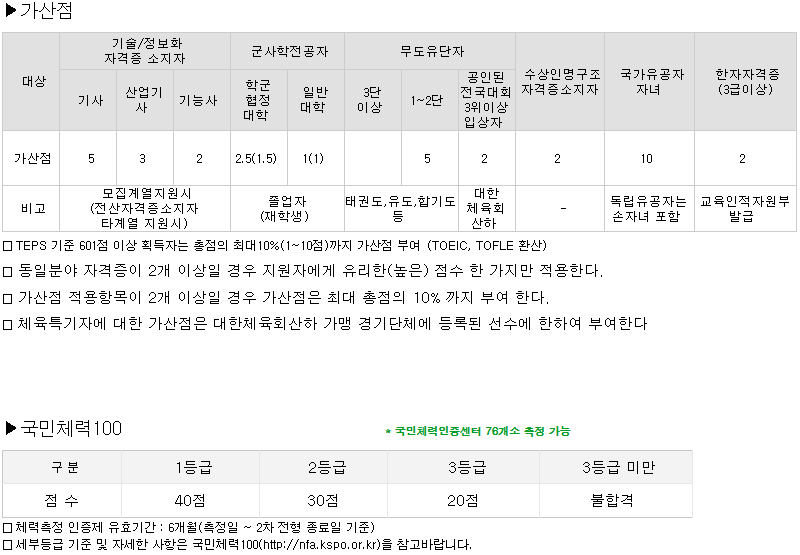 ▶가산점
대상 기술/정보화 자격증 소지자 군사학전공자 무도유단자 수상인명구조 자격증소지자 국가유공자 자녀 한자자격증 (3급이상)
기사 산업기사 기능사 학군 협정 대학 일반 대학 3단 이상 1~2단 공인된 전국대회 3위이상 입상자
가산점 5 3 2 2.5(1.5) 1(1) 5 2 2 10 2
비고 모집계열지원시 (전산자격증소지자 타계열 지원시) 졸업자 (재학생) 태권도,유도,합기도 등 대한 체육회 산하 - 독립유공자는 손자녀 포함 교육인적자원부 발급
□ TEPS 기준 601점 이상 획득자는 총점의 최대10%(1~10점)까지 가산점 부여 (TOEIC, TOFLE 환산)
□ 동일분야 자격증이 2개 이상일 경우 지원자에게 유리한(높은) 점수 한 가지만 적용한다.
□ 가산점 적용항목이 2개 이상일 경우 가산점은 최대 총점의 10% 까지 부여 한다.
□ 체육특기자에 대한 가산점은 대한체육회산하 가맹 경기단체에 등록된 선수에 한하여 부여한다
▶국민체력100
* 국민체력인증센터 76개소 측정 가능
구 분 1등급 2등급 3등급 3등급 미만
점 수 40점 30점 20점 불합격
□ 체력측정 인증제 유효기간 : 6개월(측정일 ~ 2차 전형 종료일 기준)
□ 세부등급 기준 및 자세한 사항은 국민체력100(http://nfa.kspo.or.kr)을 참고바랍니다.